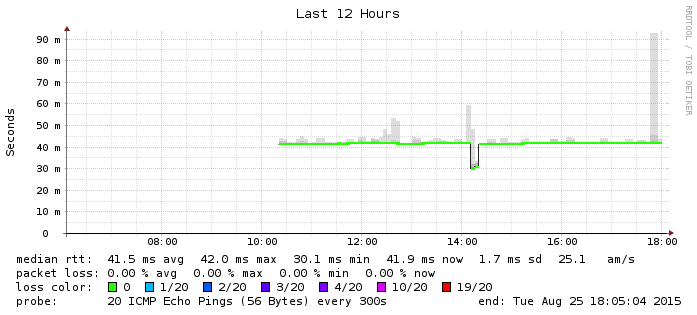 Last 12 Hours
RRDTOOL / TOBI OETIKER
Seconds
90 m
80 m
70 m
60 m
50 m
40 m
30 m
20 m
10 m
0
08:00 10:00 12:00 14:00 16:00 18:00
median rtt: 41.5 ms avg 42.0 ms max 30.1 ms min 41.9 ms now 1.7 ms sd 25.1 am/s
packet loss: 0.00 % avg 0.00 % max 0.00 % min 0.00 % now
loss color: 0 1/20 2/20 3/20 4/20 10/20 19/20
probe: 20 ICMP Echo Pings (56 Bytes) every 300s end: Tue Aug 25 18:05:04 2015